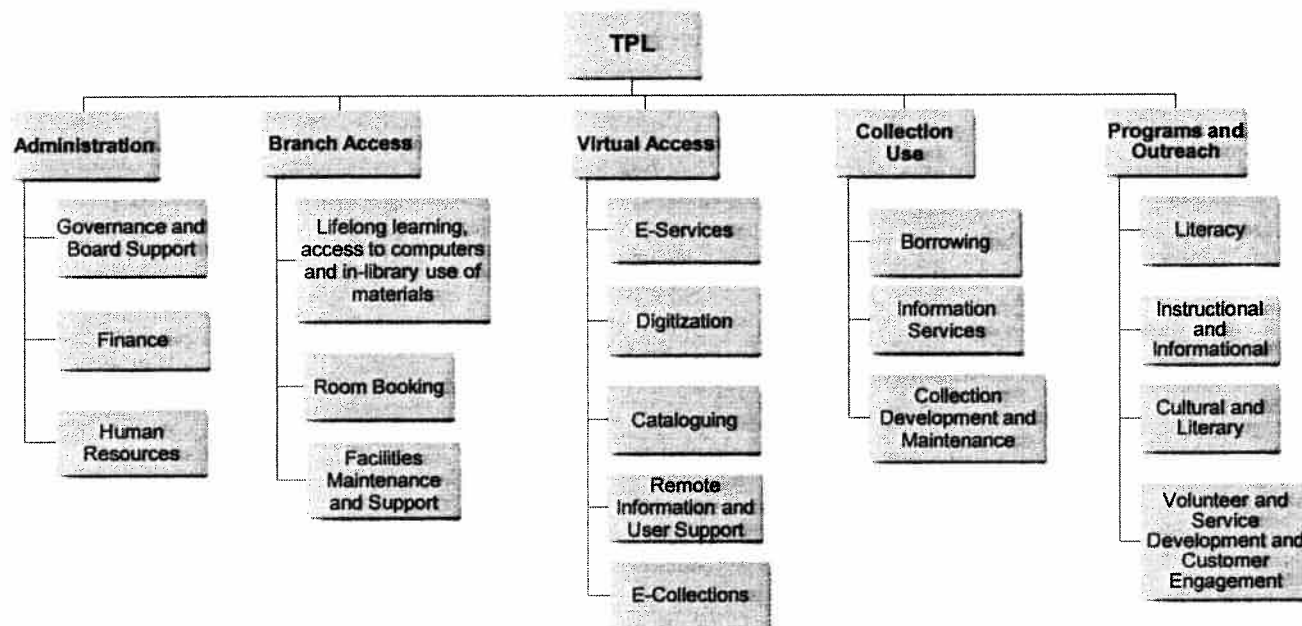 TPL
Administration
Governance and
Board Support
Finance
Human
Resources
Branch Access
Lifelong learning,
access to computers
and in-library use of
materials
Room Booking
Facilities
Maintenance
and Support
Virtual Access
E-Services
Digitization
Cataloguing
Remote
Information and
User Support
E-Collections
Collection
Use
Borrowing
Information
Services
Collection
Development and
Maintenance
Programs and
Outreach
Literacy
Instructional
and
Informational
Cultural and
Literary
Volunteer and
Service
Development and
Customer
Engagement